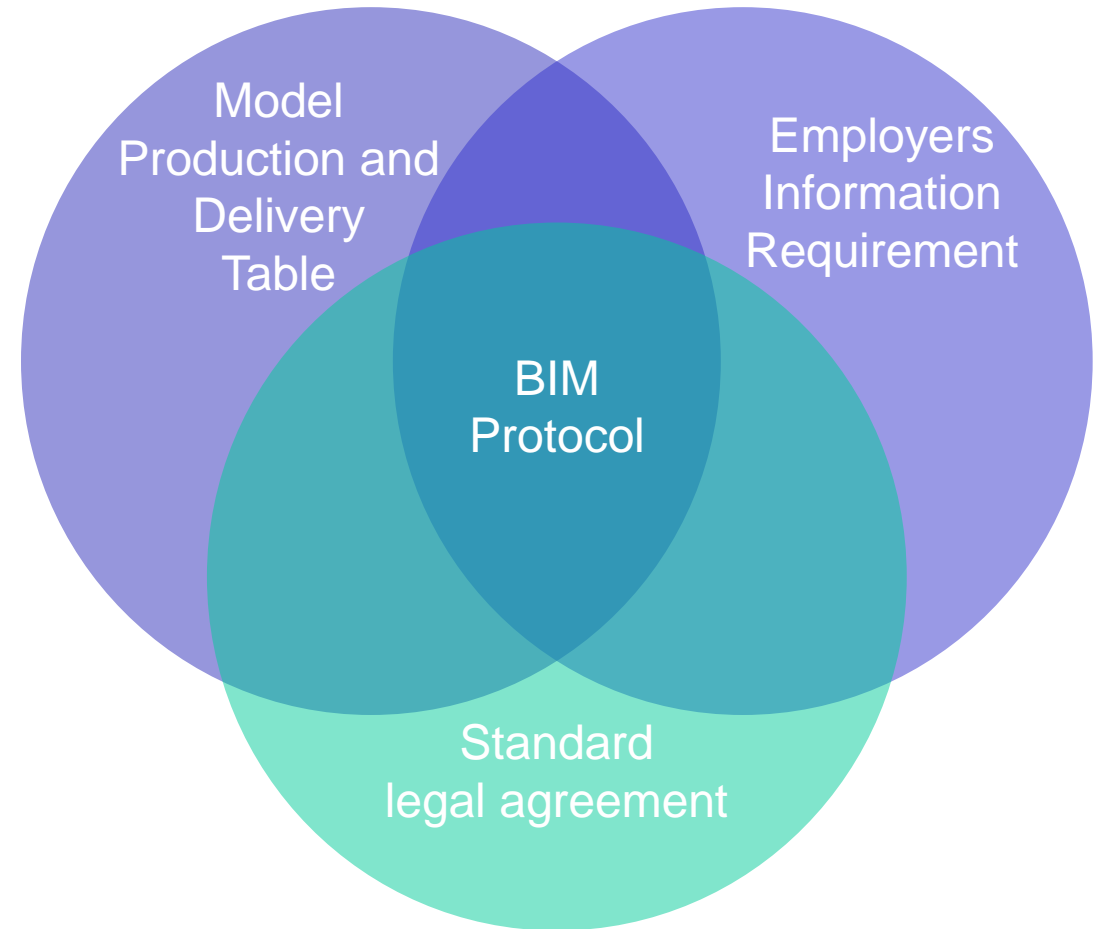 Model
Production and
Delivery
Table
Employers
Information
Requirement
BIM
Protocol
Standard
legal agreement